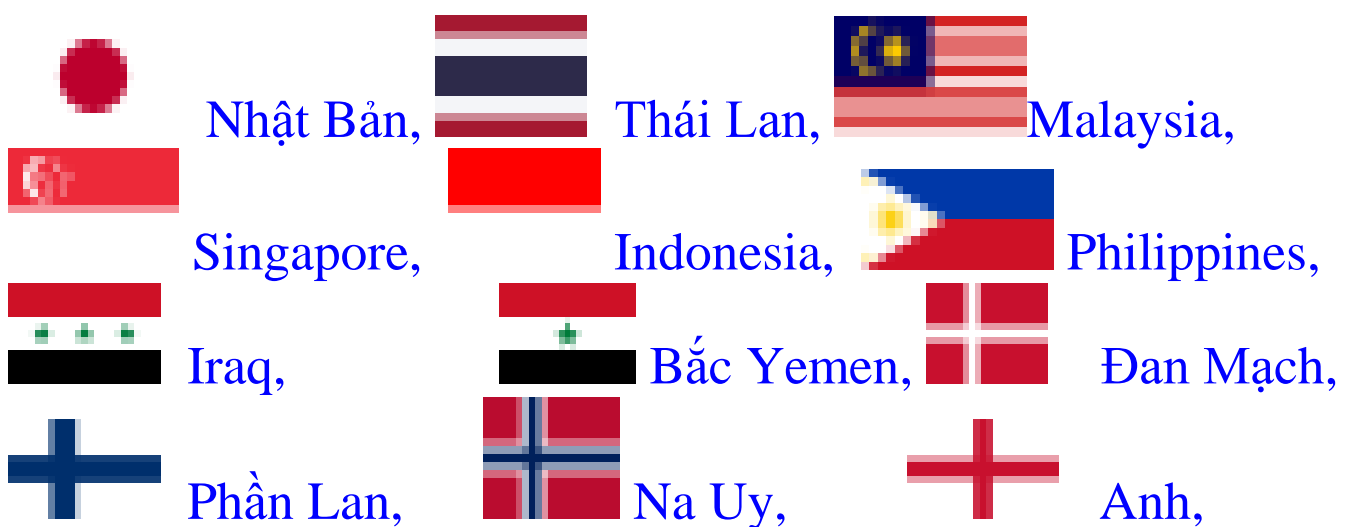 Nhật Bản, Thái Lan, Malaysia,
Singapore, Indonesia, Philippines,
Iraq, Bắc Yemen, Đan Mạch,
Phần Lan, Na Uy, Anh,